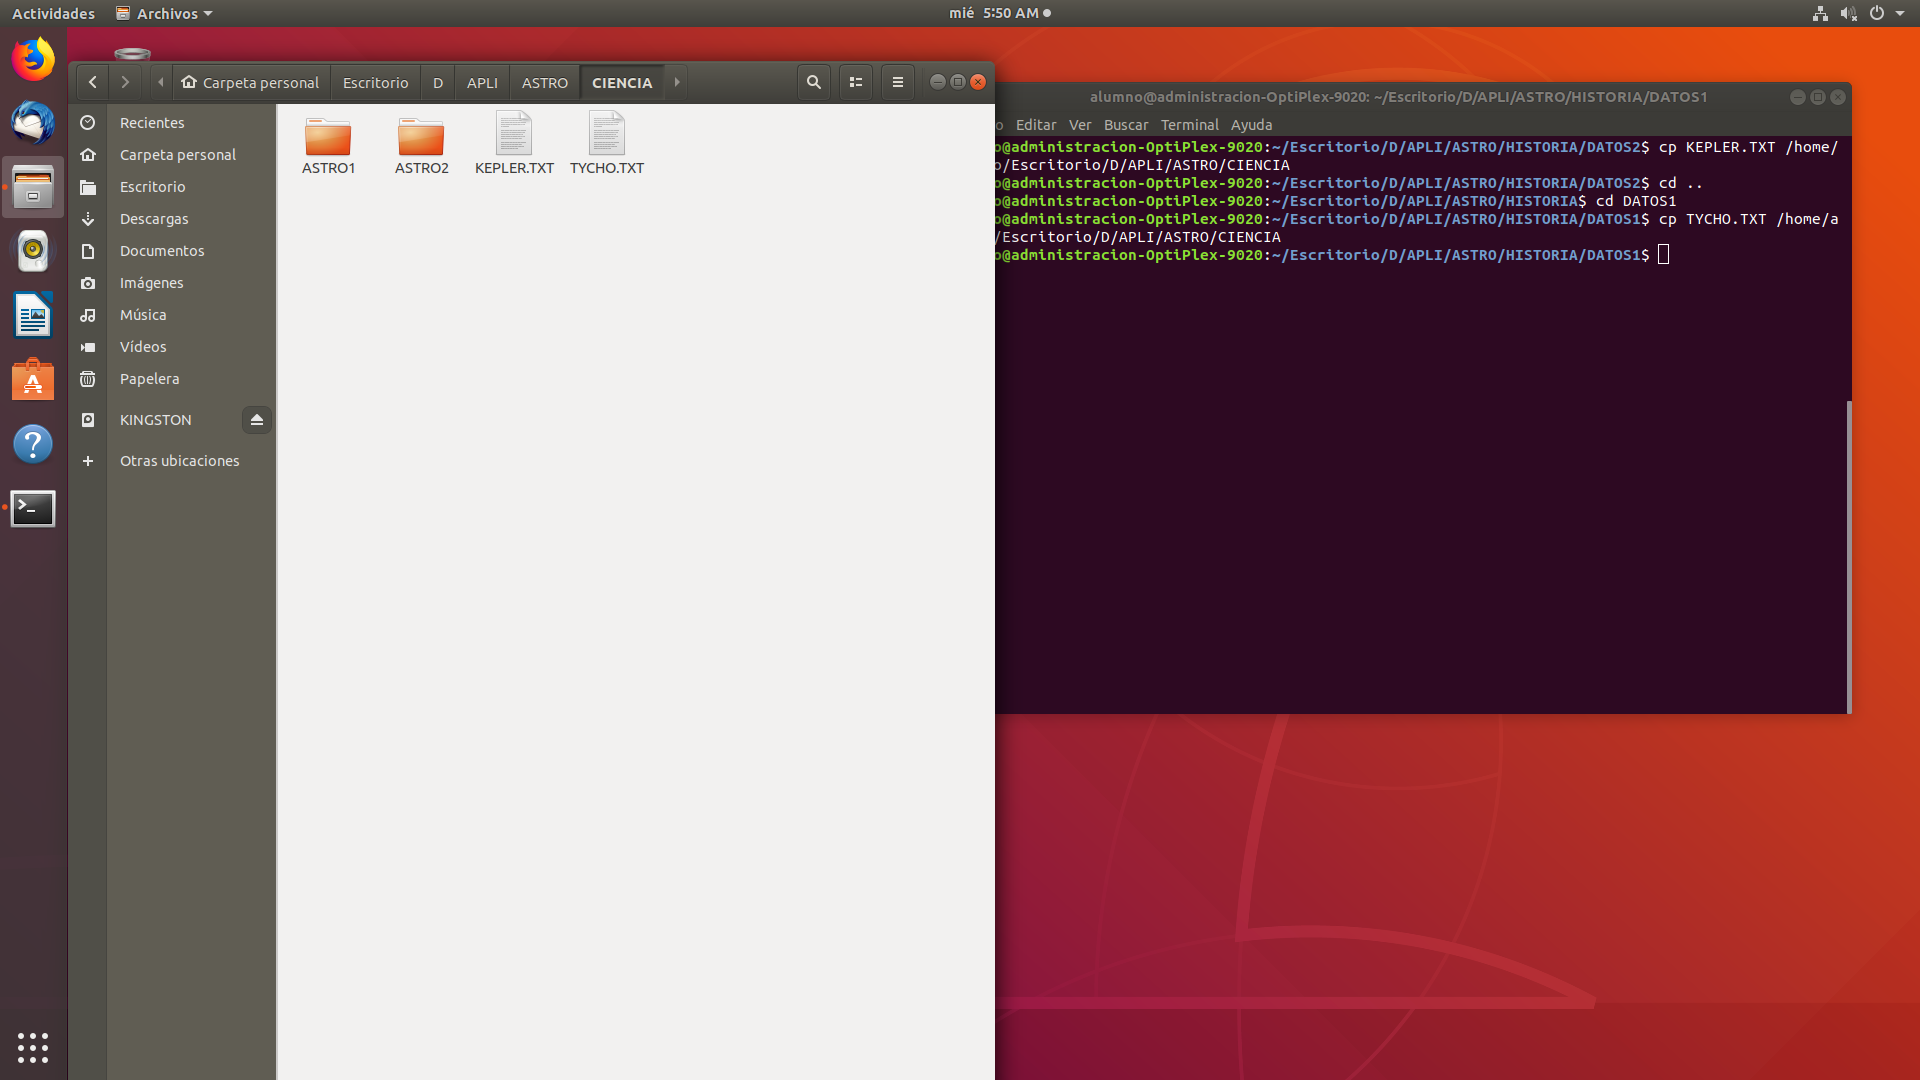 Actividades
Archivos
mié 5:50 AM
Carpeta personal
Escritorio
D
APLI
ASTRO
CIENCIA
Recientes
Carpeta personal
Escritorio
Descargas
Documentos
Imágenes
Música
Vídeos
Papelera
KINGSTON
Otras ubicaciones
ASTRO1
ASTRO2
KEPLER.TXT
TYCHO.TXT
alumno@administracion-OptiPlex-9020: ~/Escritorio/D/APLI/ASTRO/HISTORIA/DATOS1
o Editar Ver Buscar Terminal Ayuda
o@administracion-OptiPlex-9020:~/Escritorio/D/APLI/ASTRO/HISTORIA/DATOS2$ cp KEPLER.TXT /home/
o/Escritorio/D/APLI/ASTRO/CIENCIA
o@administracion-OptiPlex-9020:~/Escritorio/D/APLI/ASTRO/HISTORIA/DATOS2$ cd ..
o@administracion-OptiPlex-9020:~/Escritorio/D/APLI/ASTRO/HISTORIA$ cd DATOS1
o@administracion-OptiPlex-9020:~/Escritorio/D/APLI/ASTRO/HISTORIA/DATOS1$ cp TYCHO.TXT /home/a
/Escritorio/D/APLI/ASTRO/CIENCIA
o@administracion-OptiPlex-9020:~/Escritorio/D/APLI/ASTRO/HISTORIA/DATOS1$